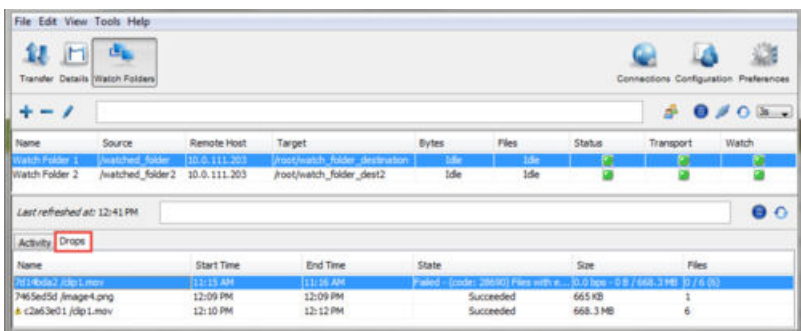 File Edit View Tools Help
Transfer Details Watch Folders Connections Configuration Preferences
3s
Name Source Remote Host Target Bytes Files Status Transport Watch
Watch Folder 1 /watched_folder 10.0.111.203 /root/watch_folder_destination Idle Idle
Watch Folder 2 /watched_folder2 10.0.111.203 /root/watch_folder_dest2 Idle Idle
Last refreshed at: 12:41 PM
Activity Drops
Name Start Time End Time State Size Files
7d14bda2 /clip1.mov 11:15 AM 11:16 AM Failed - (code: 28690) Files with e... 0.0 bps - 0 B / 668.3 MB 0 / 6 (6)
7465ed5d /image4.png 12:09 PM 12:09 PM Succeeded 665 KB 1
c2a63e01 /clip1.mov 12:10 PM 12:12 PM Succeeded 668.3 MB 6